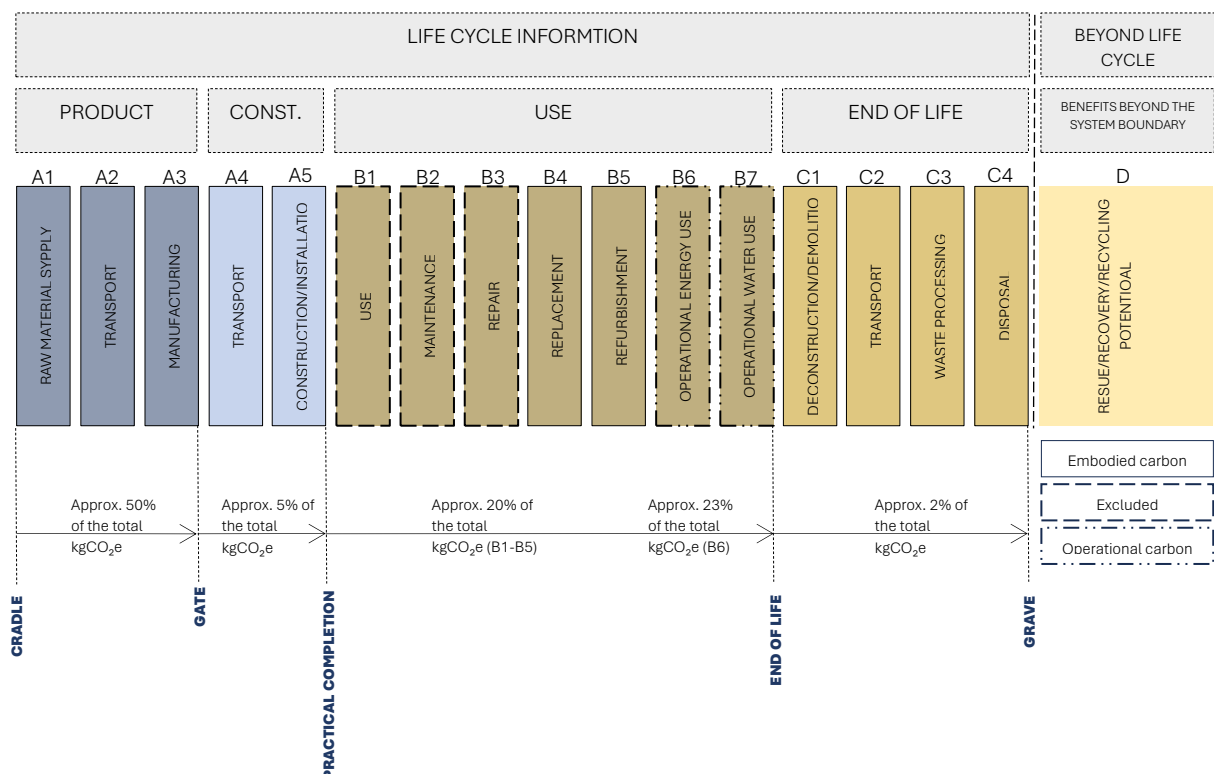 LIFE CYCLE INFORMTION
BEYOND LIFE
CYCLE
PRODUCT
CONST.
USE
END OF LIFE
BENEFITS BEYOND THE
SYSTEM BOUNDARY
A1
A2
A3
A4
A5
B1
B2
B3
B4
B5
B6
B7
C1
C2
C3
C4
D
RAW MATERIAL SYPPLY
TRANSPORT
MANUFACTURING
TRANSPORT
CONSTRUCTION/INSTALLATIO
USE
MAINTENANCE
REPAIR
REPLACEMENT
REFURBISHMENT
OPERATIONAL ENERGY USE
OPERATIONAL WATER USE
DECONSTRUCTION/DEMOLITIO
TRANSPORT
WASTE PROCESSING
DISPOSAL
RESUE/RECOVERY/RECYCLING
POTENTIOAL
Embodied carbon
Excluded
Operational carbon
Approx. 50%
of the total
kgCO₂e
Approx. 5% of
the total
kgCO₂e
Approx. 20% of
the total
kgCO₂e (B1-B5)
Approx. 23%
of the total
kgCO₂e (B6)
Approx. 2% of
the total
kgCO₂e
CRADLE
GATE
PRACTICAL COMPLETION
END OF LIFE
GRAVE